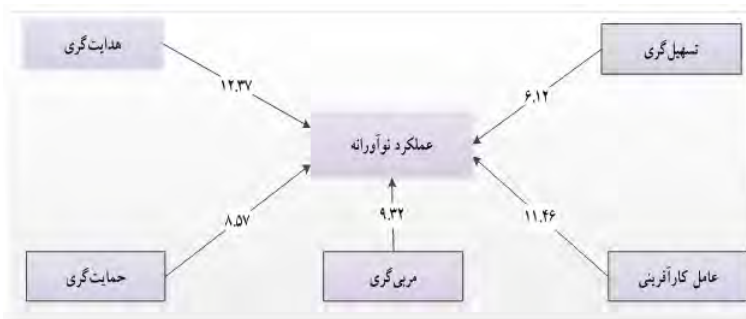 تسهیل‌گری
هدایت‌گری
۶.۱۲
۱۲.۳۷
عملکرد نوآورانه
۱۱.۴۶
۹.۳۲
۸.۵۷
عامل کارآفرینی
مربی‌گری
حمایت‌گری